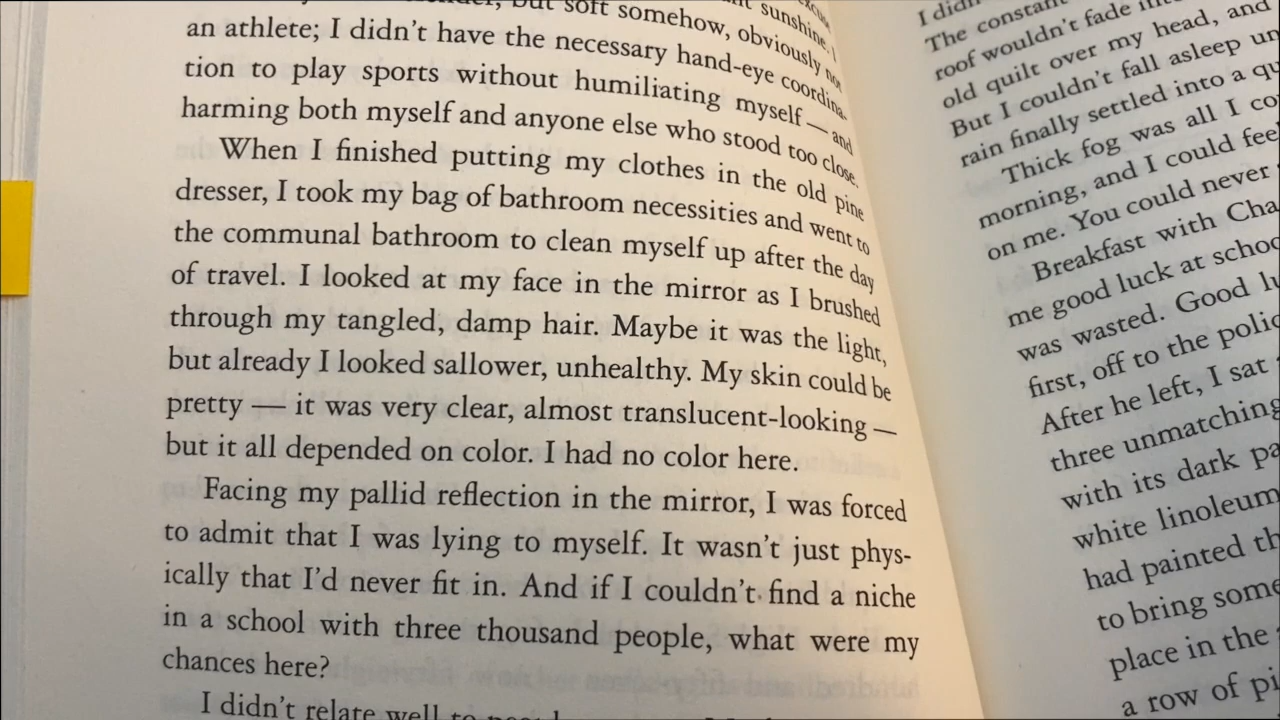 but soft somehow, obviously not
an athlete; I didn't have the necessary hand-eye coordina-
tion to play sports without humiliating myself — and
harming both myself and anyone else who stood too close.
When I finished putting my clothes in the old pine
dresser, I took my bag of bathroom necessities and went to
the communal bathroom to clean myself up after the day
of travel. I looked at my face in the mirror as I brushed
through my tangled, damp hair. Maybe it was the light,
but already I looked sallower, unhealthy. My skin could be
pretty — it was very clear, almost translucent-looking —
but it all depended on color. I had no color here.
Facing my pallid reflection in the mirror, I was forced
to admit that I was lying to myself. It wasn't just phys-
ically that I'd never fit in. And if I couldn't find a niche
in a school with three thousand people, what were my
chances here?
I didn't relate well to
I didn
The constant
roof wouldn't fade
old quilt over my head, and
But I couldn't fall asleep un
rain finally settled into a qu
Thick fog was all I co
morning, and I could fee
on me. You could never
Breakfast with Cha
me good luck at schoo
was wasted. Good lu
first, off to the polic
After he left, I sat
three unmatching
with its dark pa
white linoleum
had painted th
to bring some
place in the
a row of pi